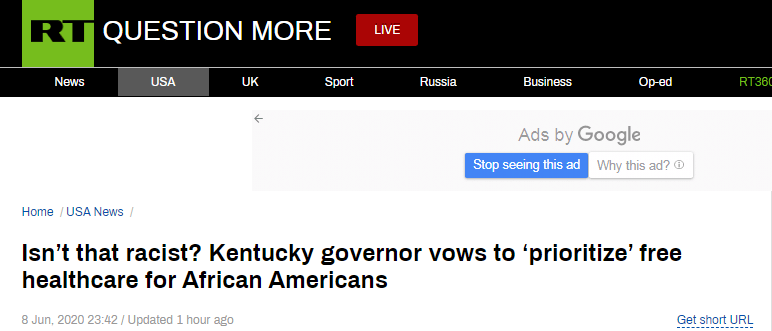 RT QUESTION MORE LIVE
News USA UK Sport Russia Business Op-ed RT360
Ads by Google
Stop seeing this ad Why this ad?
Home / USA News /
Isn’t that racist? Kentucky governor vows to ‘prioritize’ free
healthcare for African Americans
8 Jun, 2020 23:42 / Updated 1 hour ago Get short URL